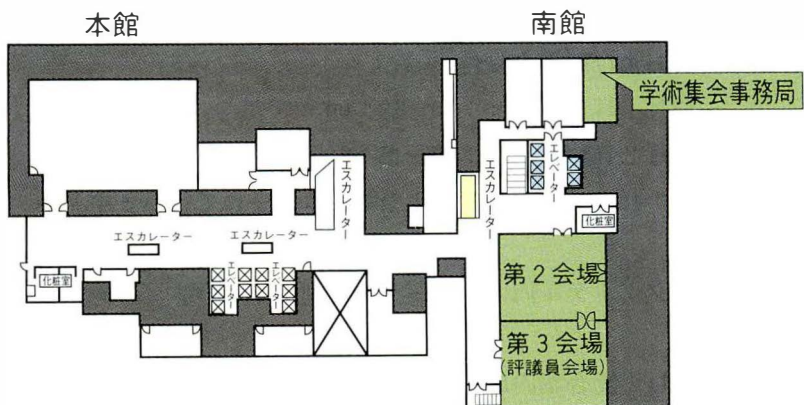 本館
南館
学術集会事務局
エスカレーター
エスカレーター
エレベーター
化粧室
エスカレーター
エスカレーター
化粧室
エレベーター
エレベーター
第2会場
第3会場
(評議員会場)